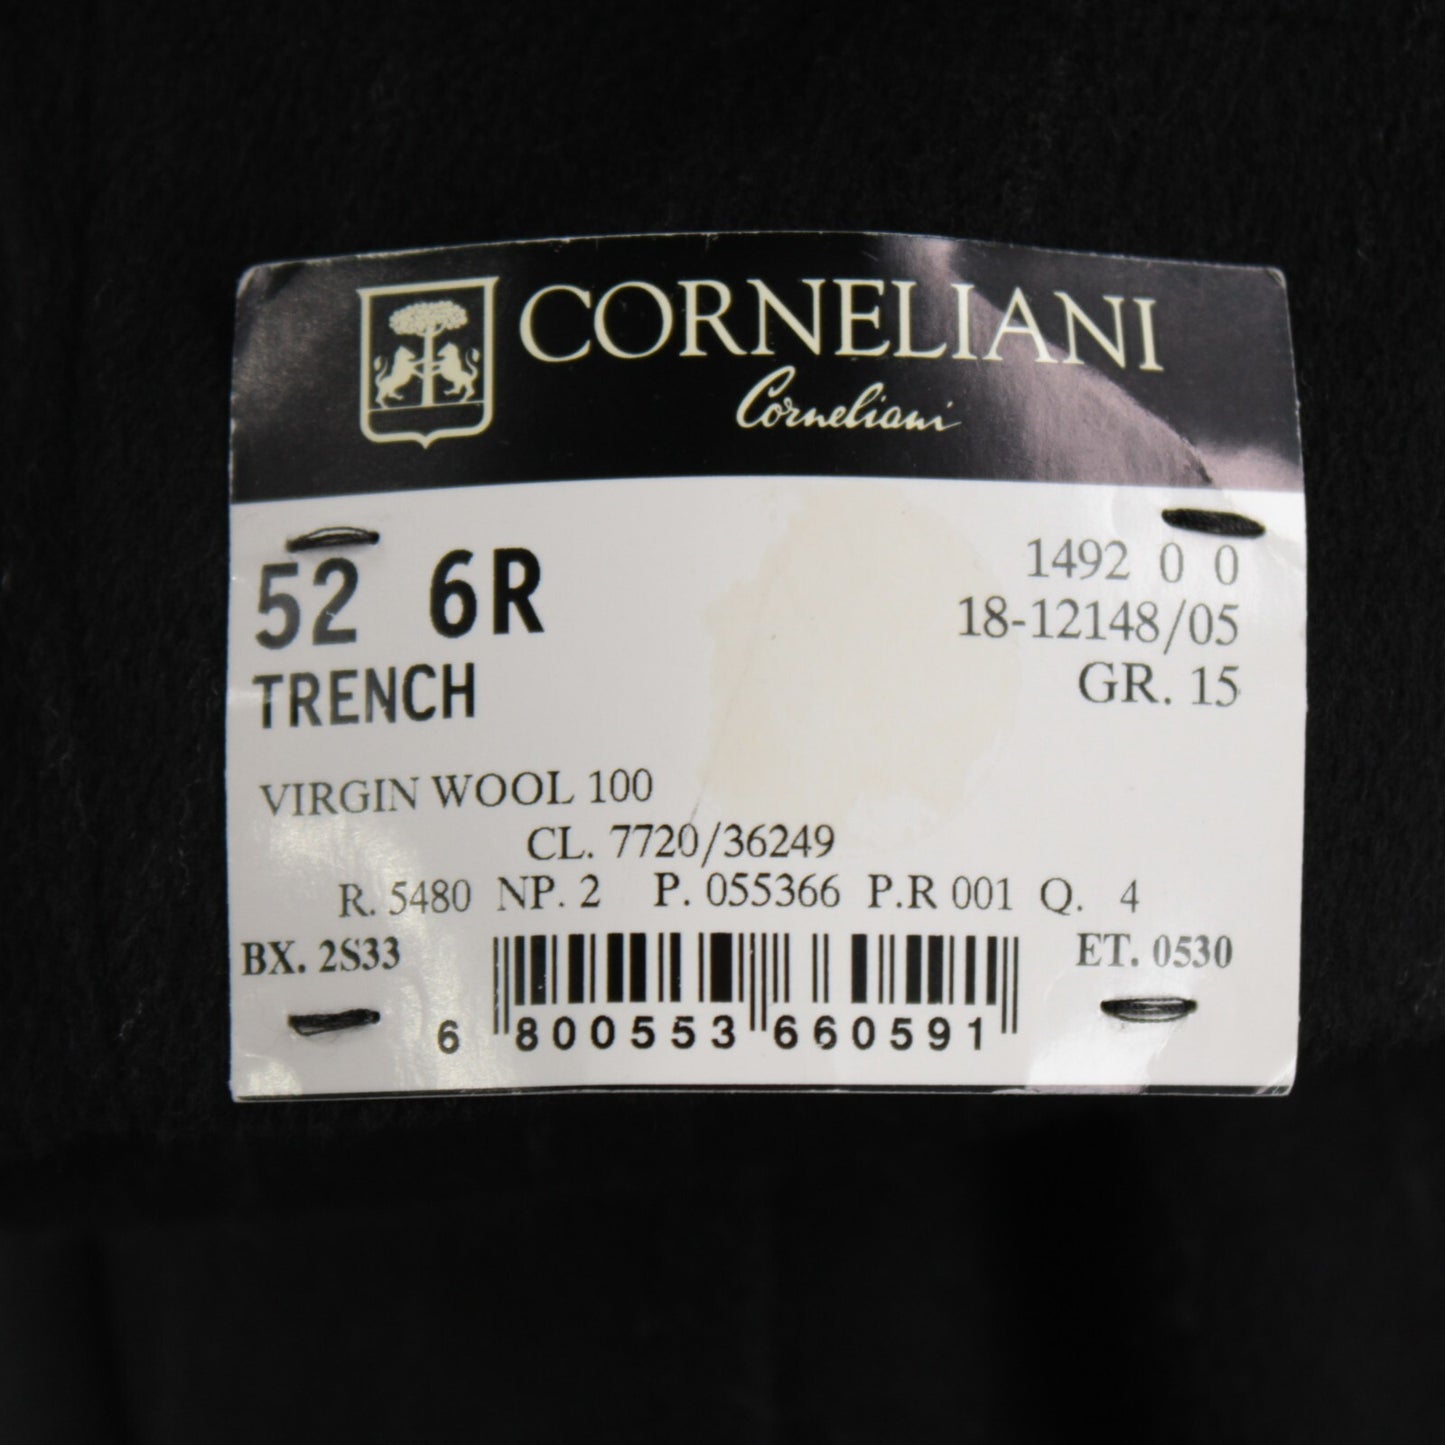 CORNELIANI
Corneliani
52 6R
1492 0 0
18-12148/05
TRENCH
GR. 15
VIRGIN WOOL 100
CL. 7720/36249
R. 5480 NP. 2 P. 055366 P.R 001 Q. 4
BX. 2S33
ET. 0530
6 800553 660591